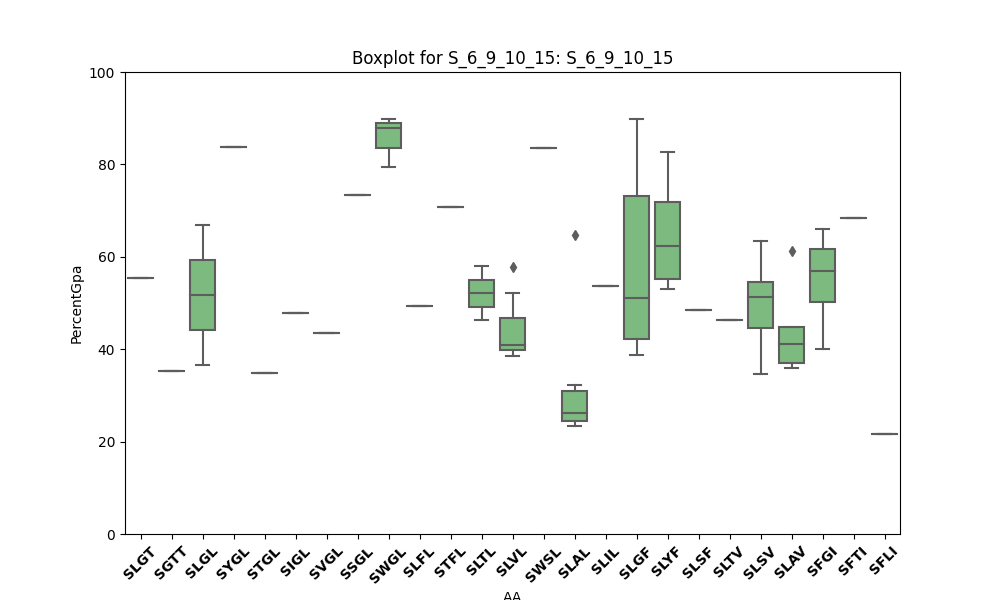 Boxplot for S_6_9_10_15: S_6_9_10_15
PercentGpa
100
80
60
40
20
0
SLGT
SGTT
SLGL
SYGL
STGL
SIGL
SVGL
SSGL
SWGL
SLFL
STFL
SLTL
SLVL
SWSL
SLAL
SLIL
SLGF
SLYF
SLSF
SLTV
SLSV
SLAV
SFGI
SFTI
SFLI
AA